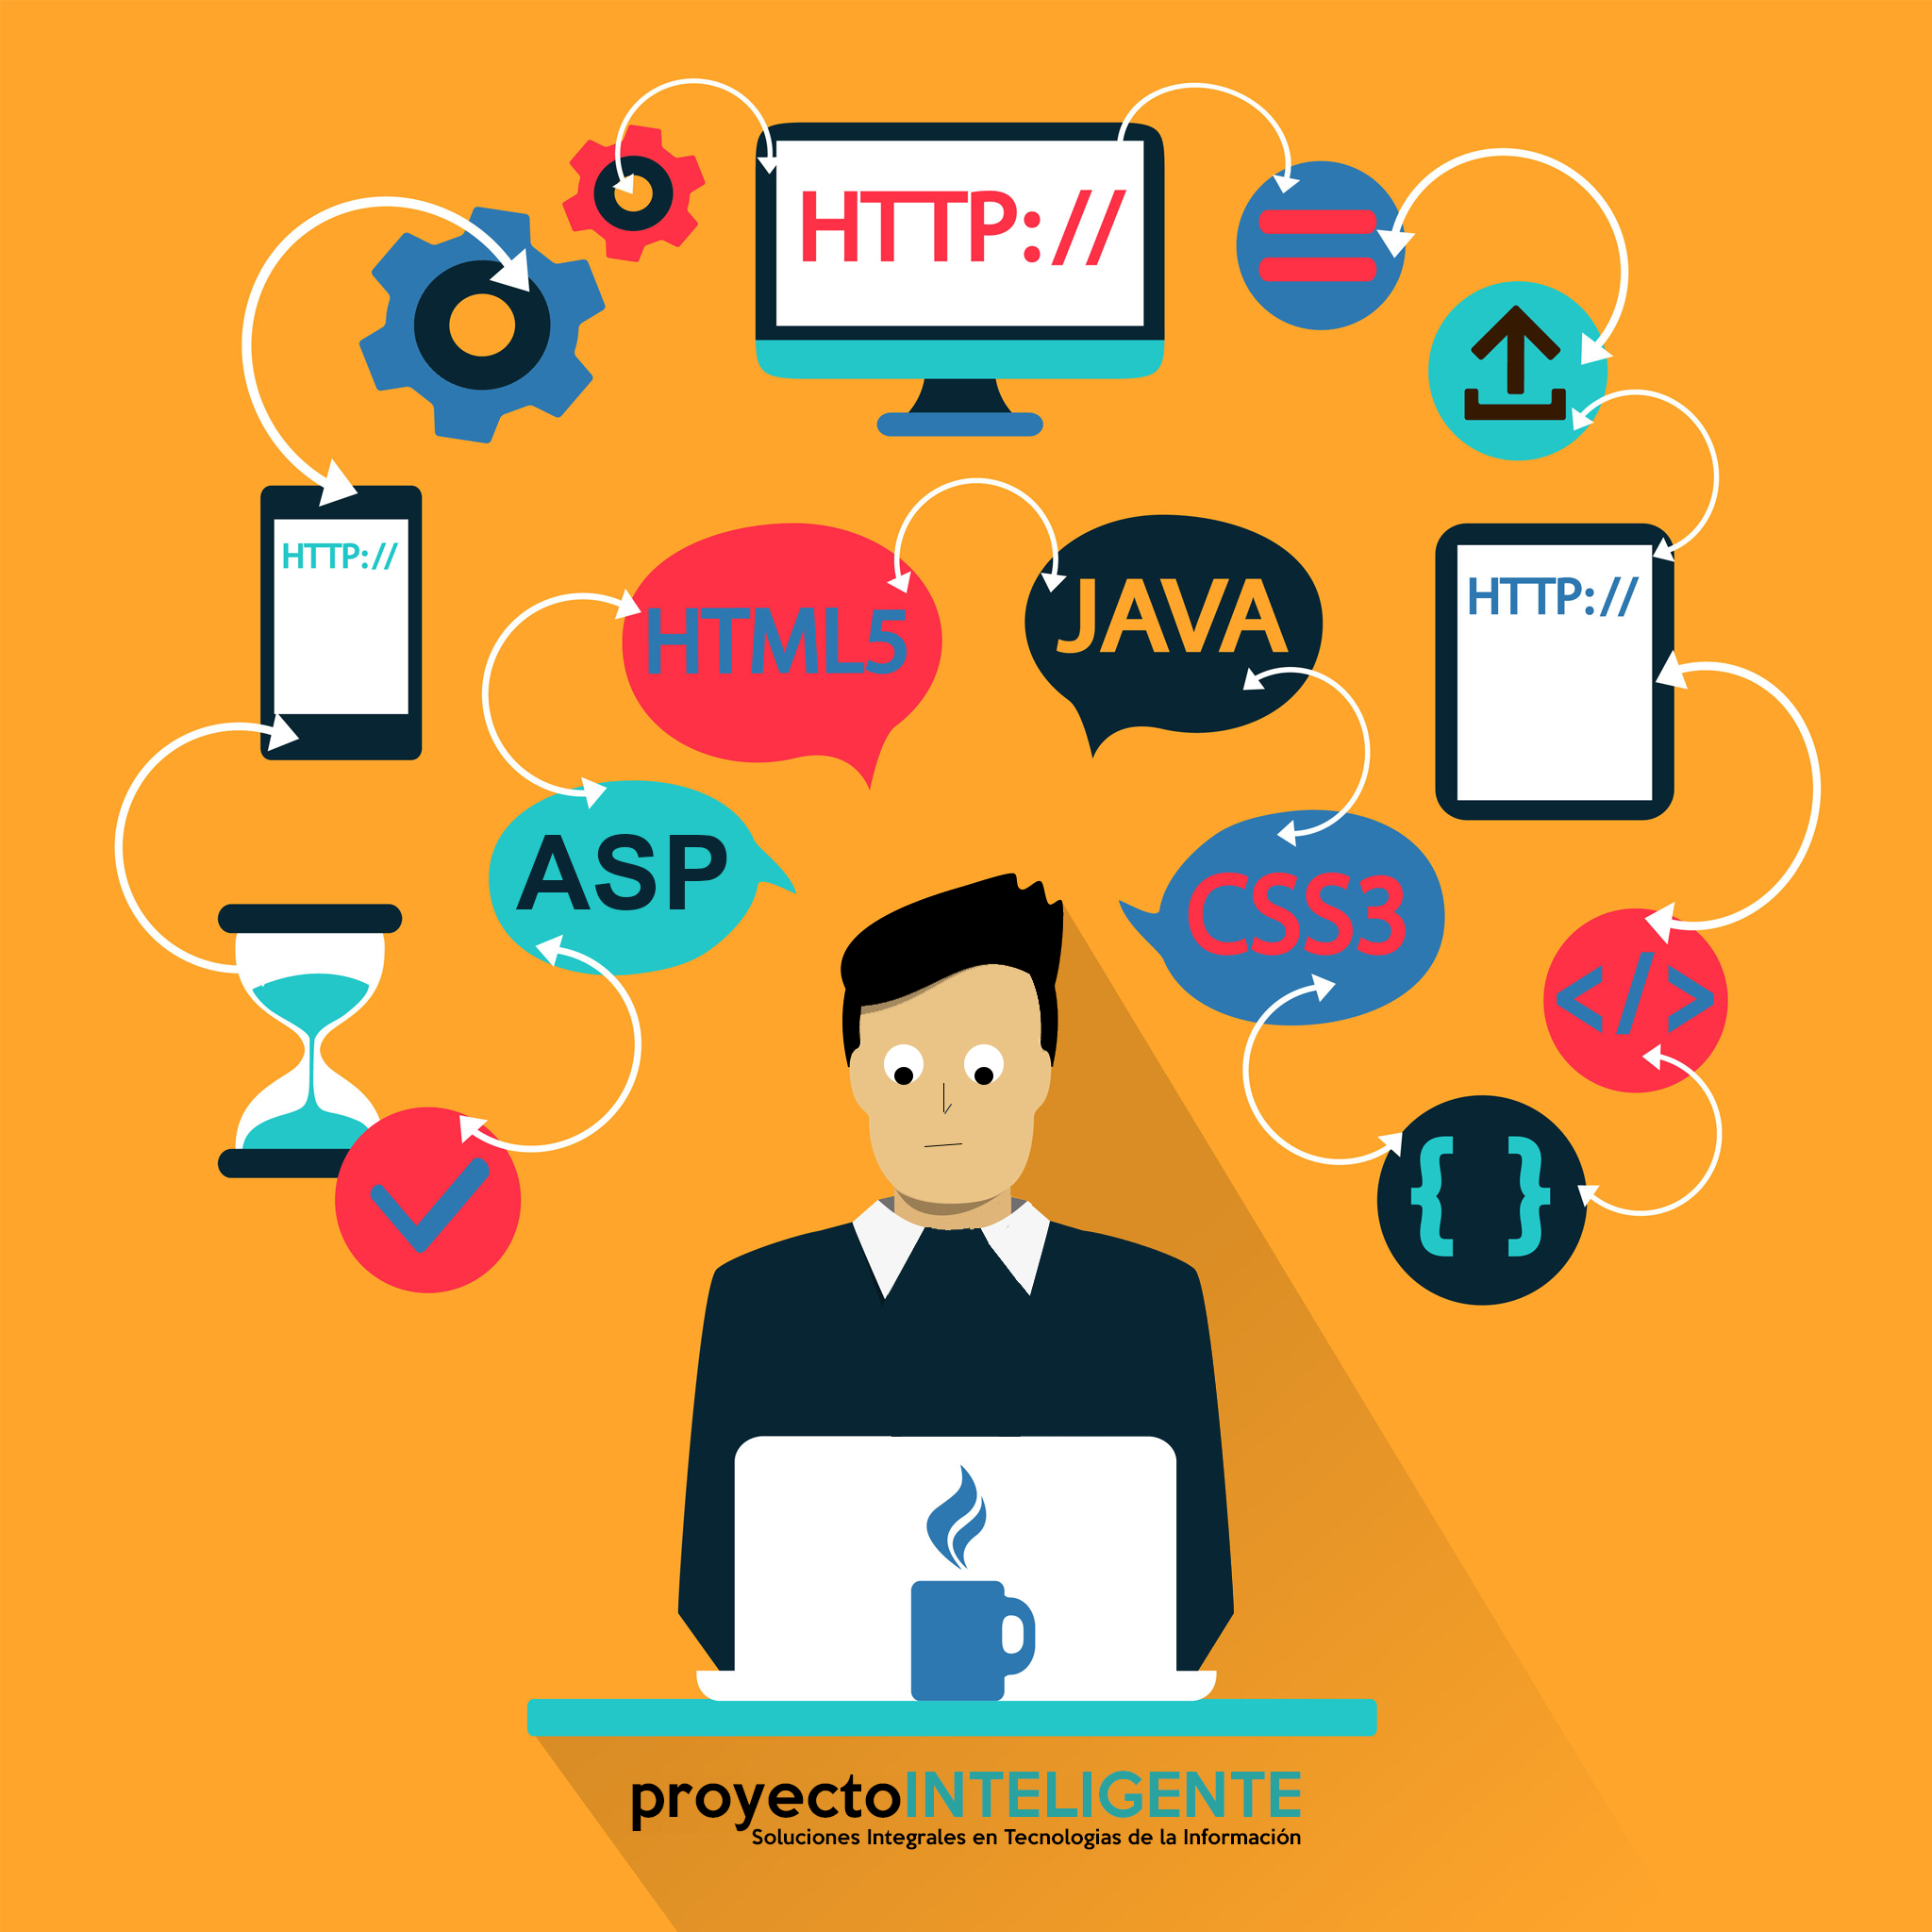 HTTP://
HTTP://
HTML5
JAVA
HTTP://
ASP
CSS3
</>
{ }
proyectoINTELIGENTE
Soluciones Integrales en Tecnologias de la Información